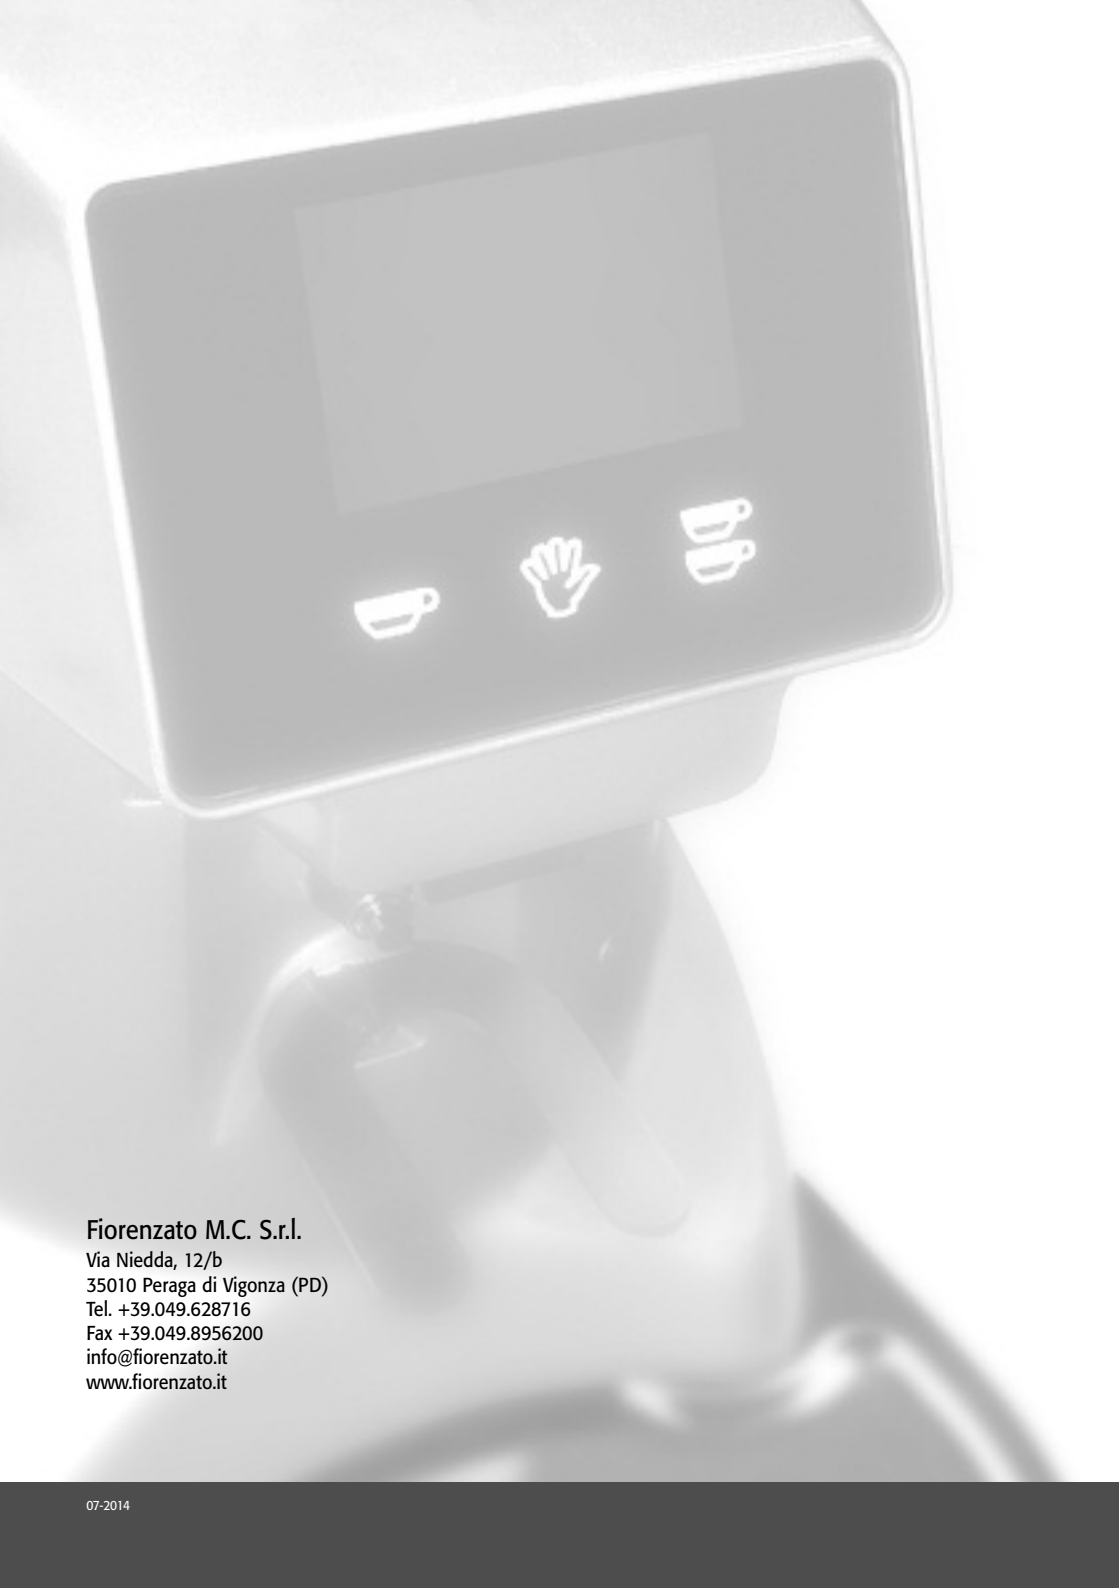 Fiorenzato M.C. S.r.l.
Via Niedda, 12/b
35010 Peraga di Vigonza (PD)
Tel. +39.049.628716
Fax +39.049.8956200
info@fiorenzato.it
www.fiorenzato.it
07-2014